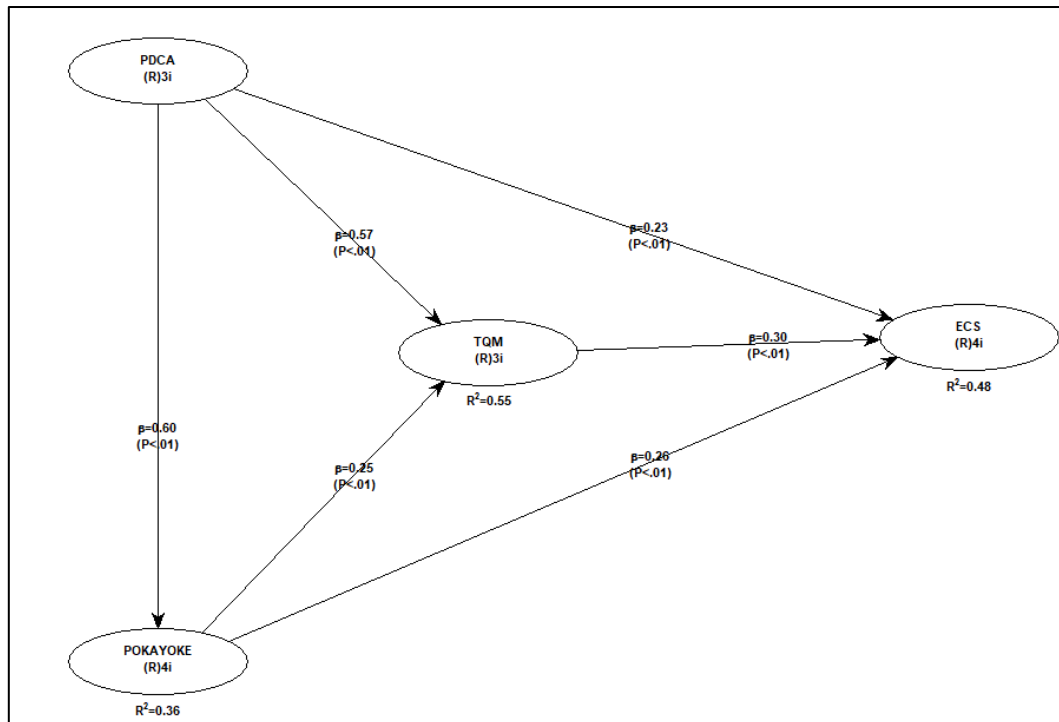 PDCA
(R)3i
β=0.23
(P<.01)
β=0.57
(P<.01)
TQM
(R)3i
R²=0.55
β=0.30
(P<.01)
ECS
(R)4i
R²=0.48
β=0.60
(P<.01)
β=0.25
(P<.01)
β=0.26
(P<.01)
POKAYOKE
(R)4i
R²=0.36